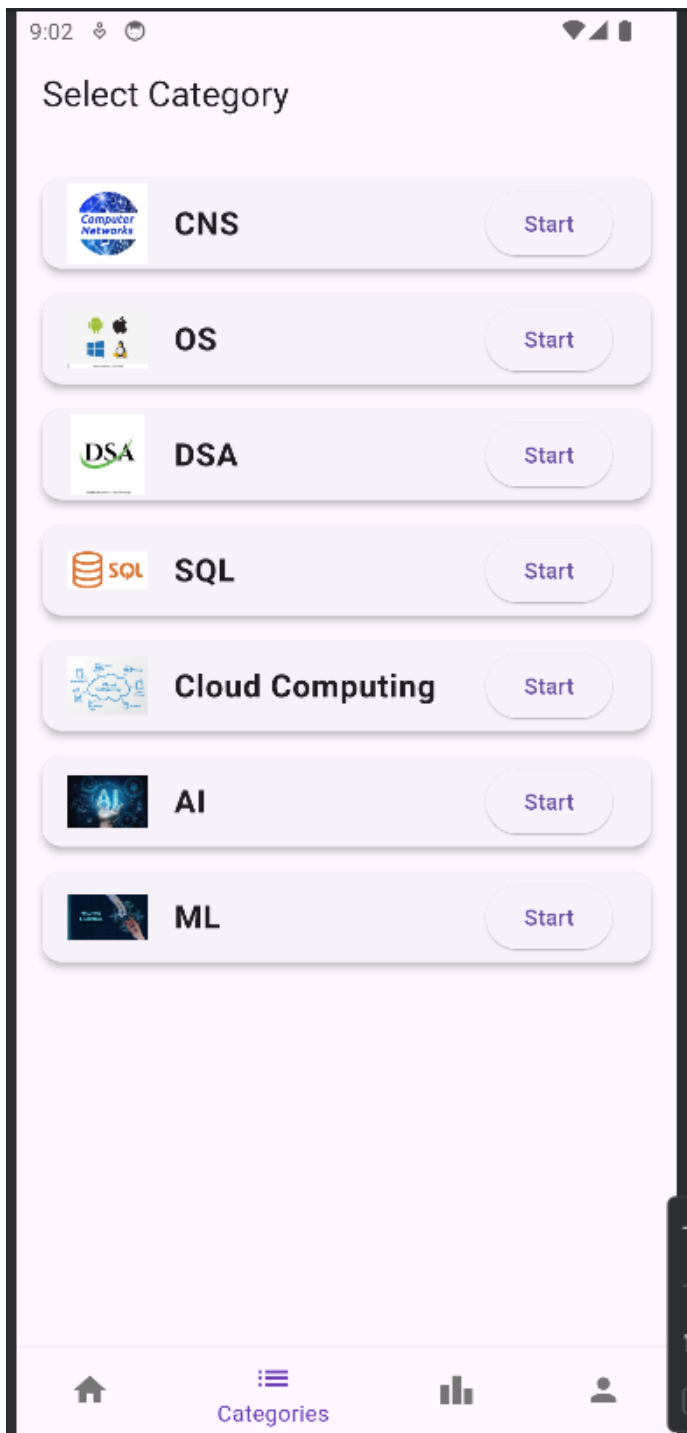 9:02
Select Category
Computer
Networks
CNS
Start
OS
Start
DSA
DSA
Start
SQL
SQL
Start
Cloud Computing
Start
AI
AI
Start
ML
Start
Categories